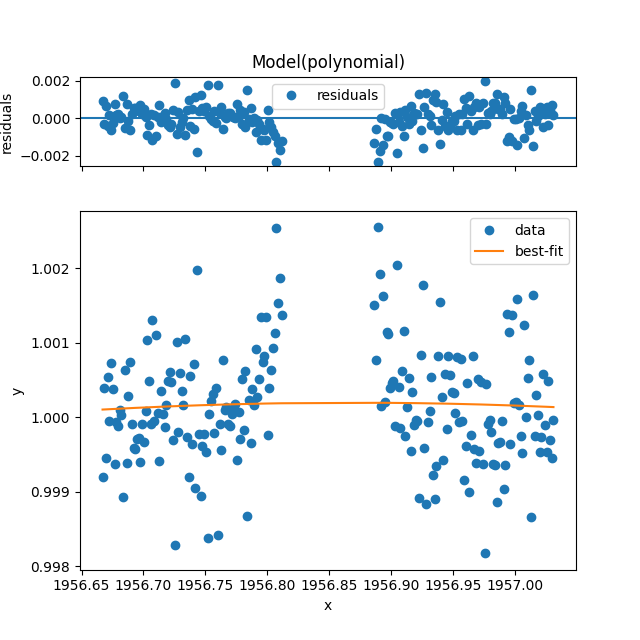 Model(polynomial)
0.002
0.000
−0.002
residuals
residuals
1.002
1.001
1.000
0.999
0.998
y
data
best-fit
1956.65 1956.70 1956.75 1956.80 1956.85 1956.90 1956.95 1957.00
x